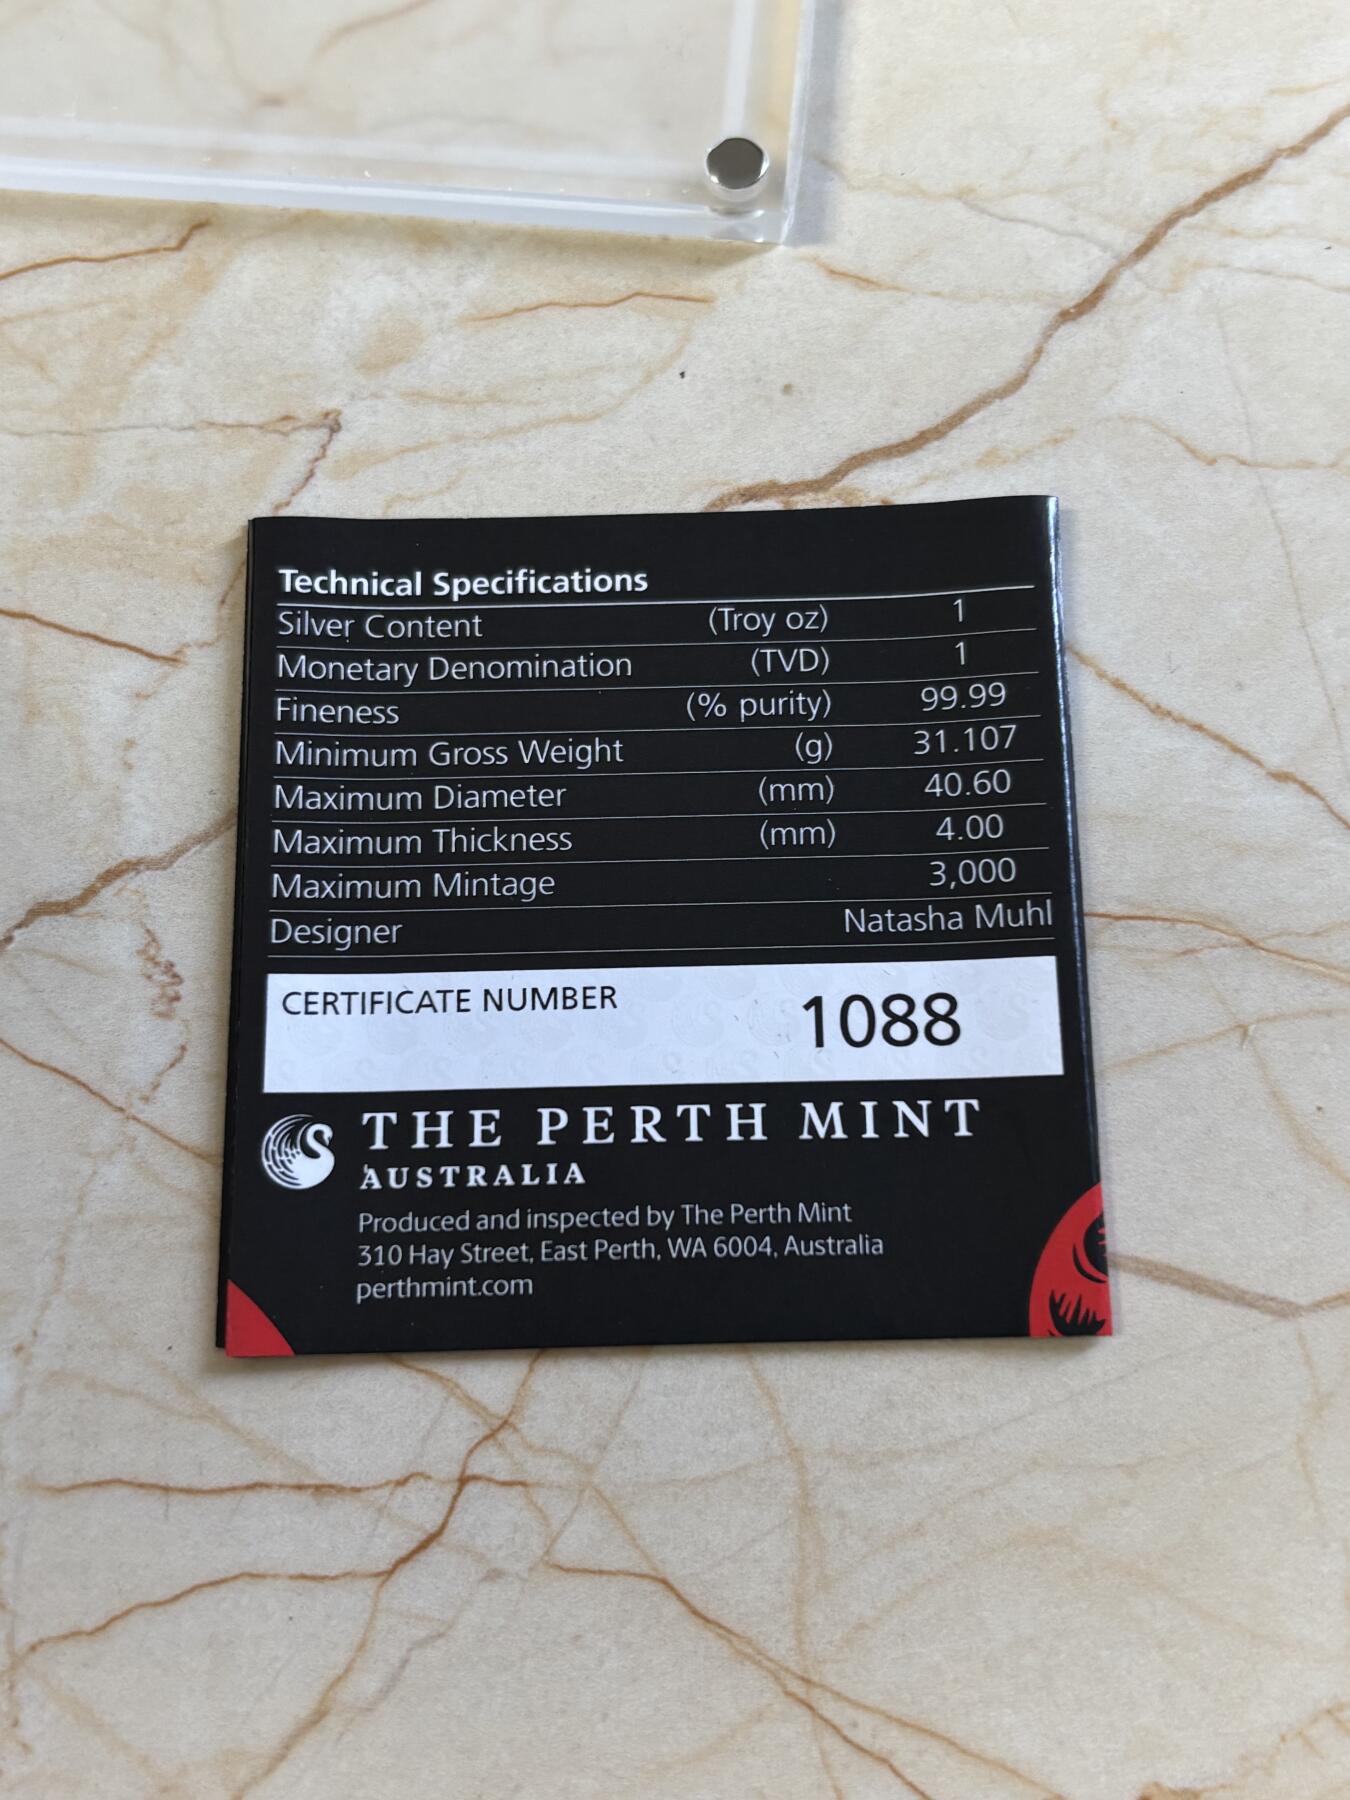 Technical Specifications
Silver Content (Troy oz) 1
Monetary Denomination (TVD) 1
Fineness (% purity) 99.99
Minimum Gross Weight (g) 31.107
Maximum Diameter (mm) 40.60
Maximum Thickness (mm) 4.00
Maximum Mintage 3,000
Designer Natasha Muhl
CERTIFICATE NUMBER 1088
THE PERTH MINT
AUSTRALIA
Produced and inspected by The Perth Mint
310 Hay Street, East Perth, WA 6004, Australia
perthmint.com